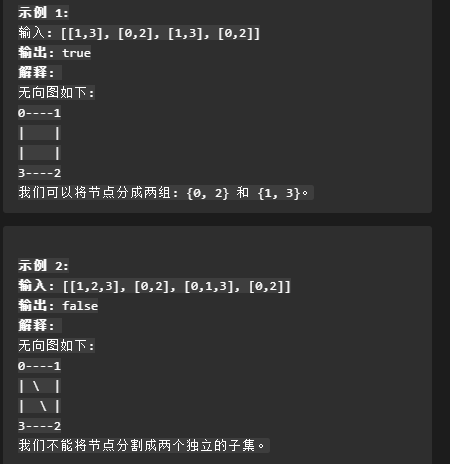 示例 1:
输入: [[1,3], [0,2], [1,3], [0,2]]
输出: true
解释:
无向图如下:
0----1
|    |
|    |
3----2
我们可以将节点分成两组: {0, 2} 和 {1, 3}。
示例 2:
输入: [[1,2,3], [0,2], [0,1,3], [0,2]]
输出: false
解释:
无向图如下:
0----1
| \  |
|  \ |
3----2
我们不能将节点分割成两个独立的子集。